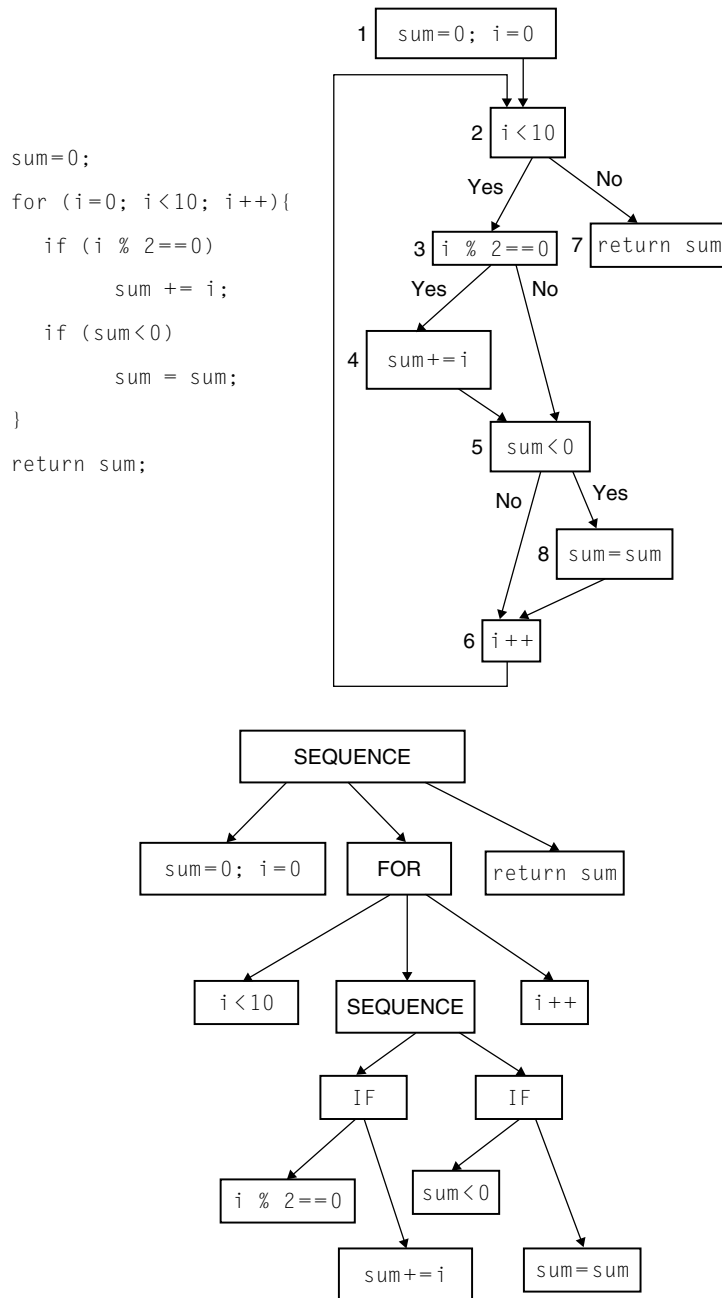 1 sum=0; i=0
2 i<10
Yes No
3 i % 2==0 7 return sum
Yes No
4 sum+=i
5 sum<0
No Yes
8 sum=sum
6 i++
sum=0;
for (i=0; i<10; i++){
if (i % 2==0)
sum += i;
if (sum<0)
sum = sum;
}
return sum;
SEQUENCE
sum=0; i=0 FOR return sum
i<10 SEQUENCE i++
IF IF
i % 2==0 sum<0
sum+=i sum=sum